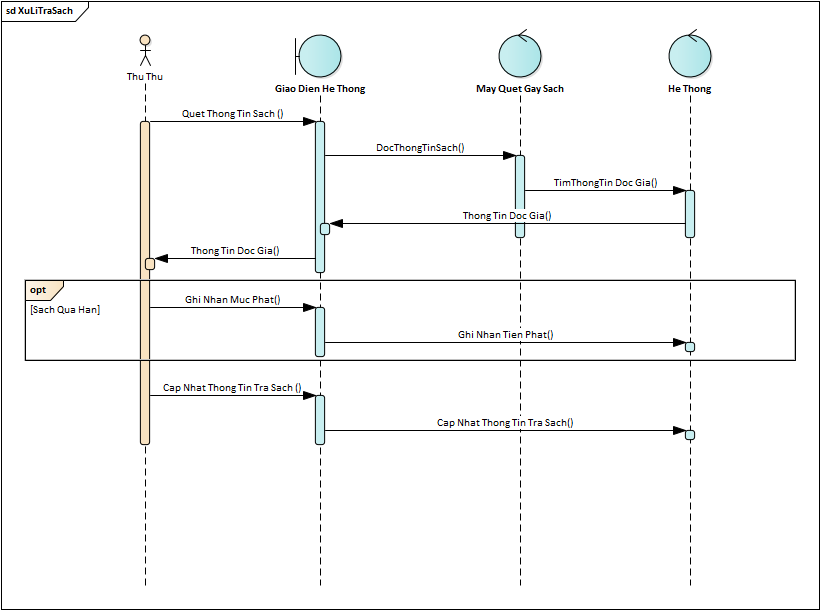 sd XuLiTraSach
Thu Thu
Giao Dien He Thong
May Quet Gay Sach
He Thong
Quet Thong Tin Sach ()
DocThongTinSach()
TimThongTin Doc Gia()
Thong Tin Doc Gia()
Thong Tin Doc Gia()
opt
[Sach Qua Han]
Ghi Nhan Muc Phat()
Ghi Nhan Tien Phat()
Cap Nhat Thong Tin Tra Sach ()
Cap Nhat Thong Tin Tra Sach()